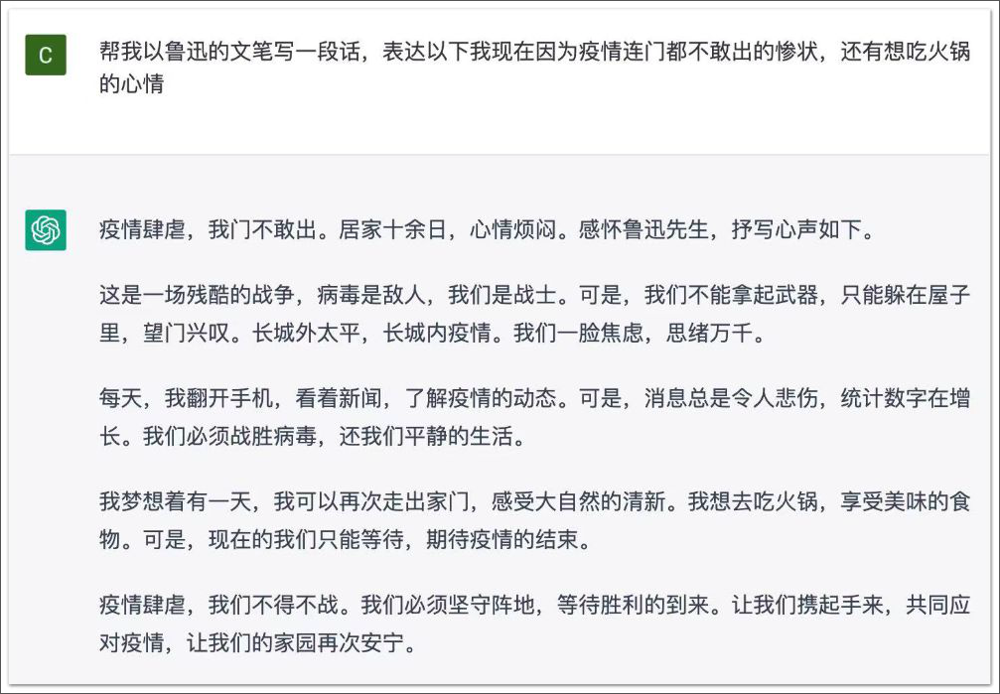 C
帮我以鲁迅的文笔写一段话，表达以下我现在因为疫情连门都不敢出的惨状，还有想吃火锅
的心情
疫情肆虐，我门不敢出。居家十余日，心情烦闷。感怀鲁迅先生，抒写心声如下。
这是一场残酷的战争，病毒是敌人，我们是战士。可是，我们不能拿起武器，只能躲在屋子
里，望门兴叹。长城外太平，长城内疫情。我们一脸焦虑，思绪万千。
每天，我翻开手机，看着新闻，了解疫情的动态。可是，消息总是令人悲伤，统计数字在增
长。我们必须战胜病毒，还我们平静的生活。
我梦想着有一天，我可以再次走出家门，感受大自然的清新。我想去吃火锅，享受美味的食
物。可是，现在的我们只能等待，期待疫情的结束。
疫情肆虐，我们不得不战。我们必须坚守阵地，等待胜利的到来。让我们携起手来，共同应
对疫情，让我们的家园再次安宁。